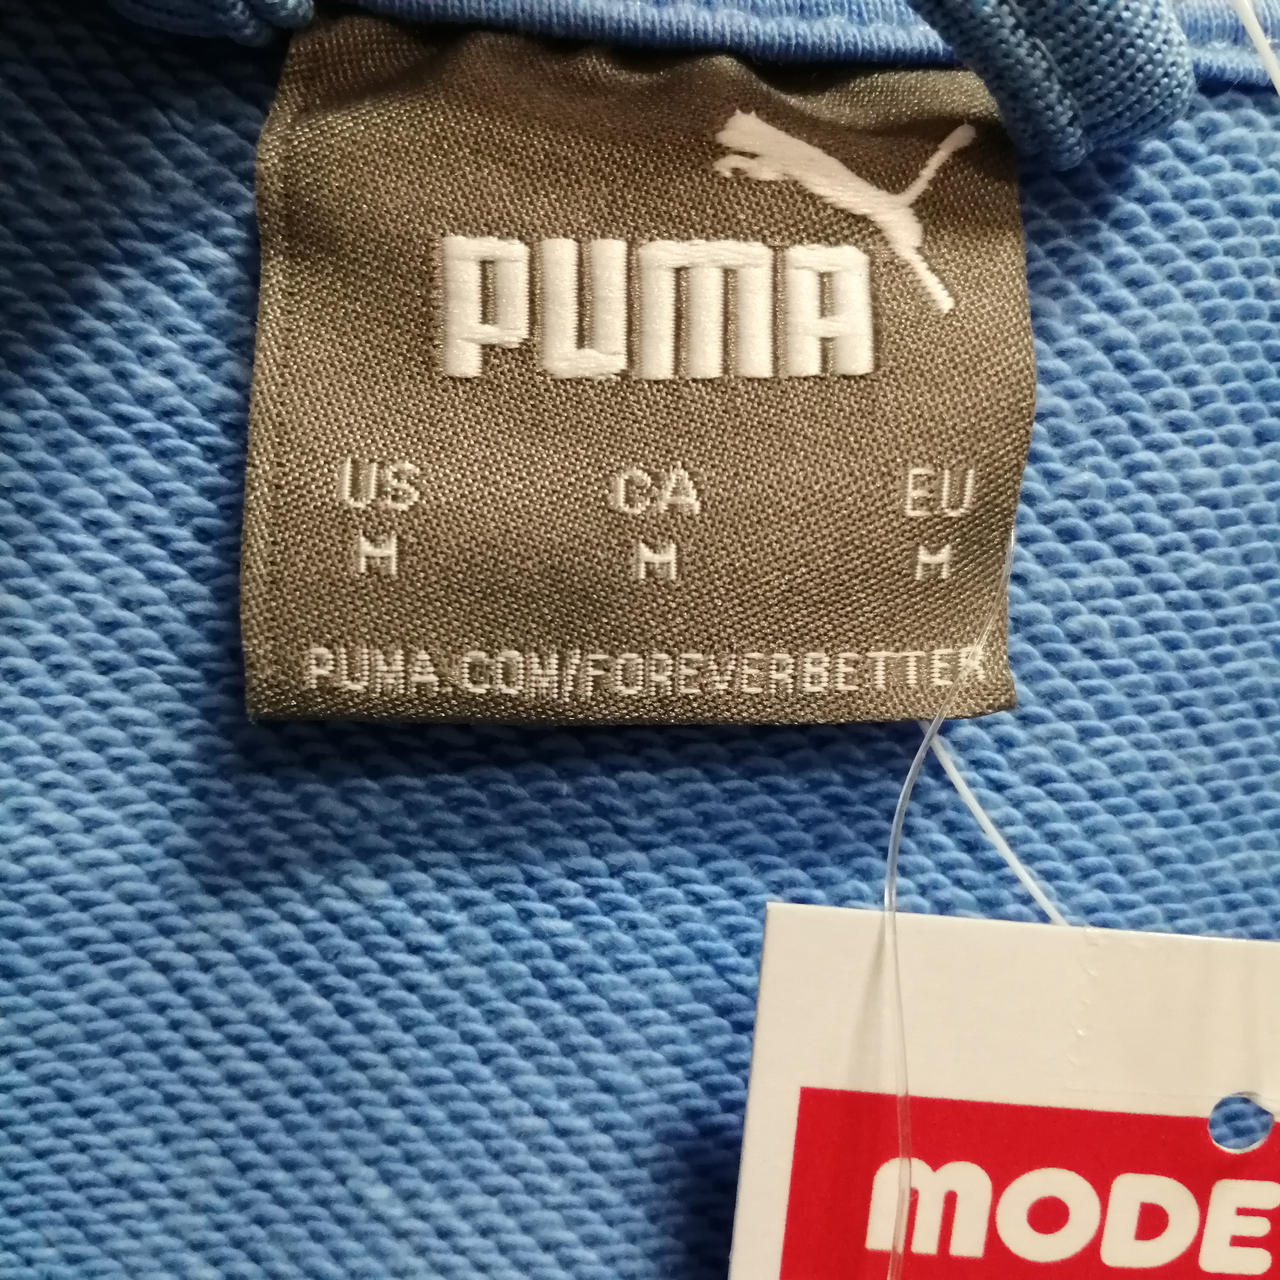 PUMA
US CA EU
M M M
PUMA.COM/FOREVERBETTER
MODE